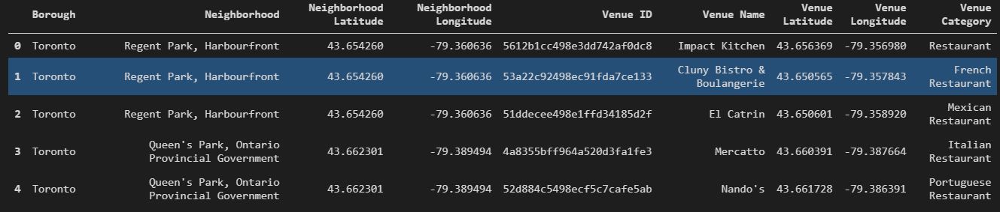 Borough Neighborhood Neighborhood Latitude Neighborhood Longitude Venue ID Venue Name Venue Latitude Venue Longitude Venue Category
0 Toronto Regent Park, Harbourfront 43.654260 -79.360636 5612b1cc498e3dd742af0dc8 Impact Kitchen 43.656369 -79.356980 Restaurant
1 Toronto Regent Park, Harbourfront 43.654260 -79.360636 53a22c92498ec91fda7ce133 Cluny Bistro & Boulangerie 43.650565 -79.357843 French Restaurant
2 Toronto Regent Park, Harbourfront 43.654260 -79.360636 51ddecee498e1ffd34185d2f El Catrin 43.650601 -79.358920 Mexican Restaurant
3 Toronto Queen's Park, Ontario Provincial Government 43.662301 -79.389494 4a8355bff964a520d3fa1fe3 Mercatto 43.660391 -79.387664 Italian Restaurant
4 Toronto Queen's Park, Ontario Provincial Government 43.662301 -79.389494 52d884c5498ecf5c7cafe5ab Nando's 43.661728 -79.386391 Portuguese Restaurant